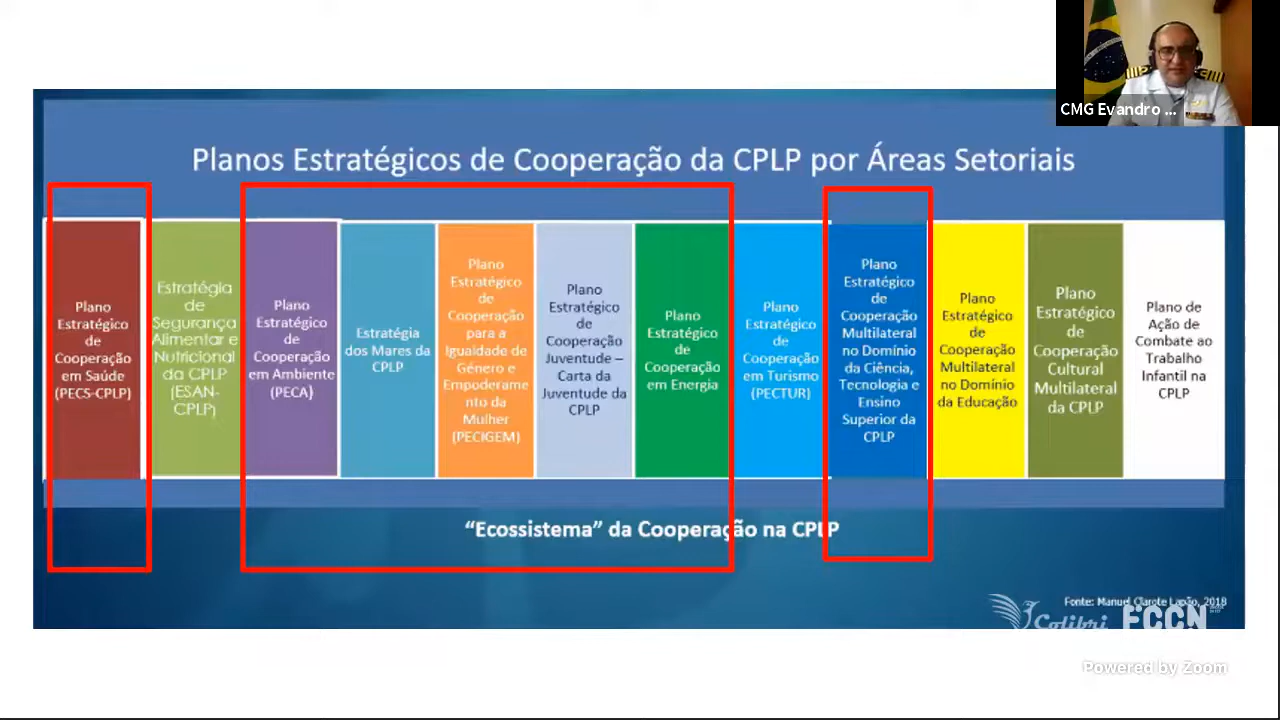 CMG Evandro ...
Planos Estratégicos de Cooperação da CPLP por Áreas Setoriais
Plano
Estratégico
de
Cooperação
em Saúde
(PECS-CPLP)
Estratégia
de
Segurança
Alimentar e
Nutricional
da CPLP
(ESAN-
CPLP)
Plano
Estratégico
de
Cooperação
em Ambiente
(PECA)
Estratégia
dos Mares da
CPLP
Plano
Estratégico
de
Cooperação
para a
Igualdade de
Género e
Empoderame
nto da
Mulher
(PECIGEM)
Plano
Estratégico
de
Cooperação
Juventude –
Carta da
Juventude da
CPLP
Plano
Estratégico
de
Cooperação
em Energia
Plano
Estratégico
de
Cooperação
em Turismo
(PECTUR)
Plano
Estratégico
de
Cooperação
Multilateral
no Domínio
da Ciência,
Tecnologia e
Ensino
Superior da
CPLP
Plano
Estratégico
de
Cooperação
Multilateral
no Domínio
da Educação
Plano
Estratégico
de
Cooperação
Cultural
Multilateral
da CPLP
Plano de
Ação de
Combate ao
Trabalho
Infantil na
CPLP
“Ecossistema” da Cooperação na CPLP
Fonte: Manuel Clarote Lapão, 2018
Colibri FCCN
Powered by Zoom